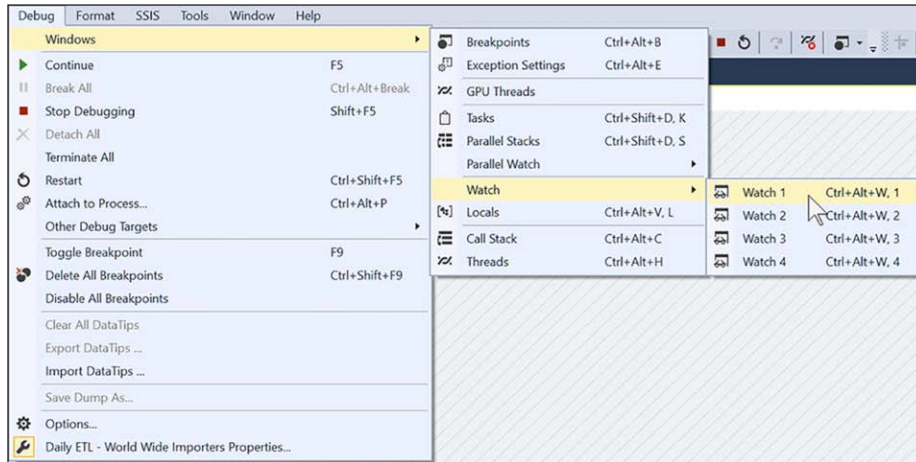 Debug Format SSIS Tools Window Help
Windows
Continue F5
Break All Ctrl+Alt+Break
Stop Debugging Shift+F5
Detach All
Terminate All
Restart Ctrl+Shift+F5
Attach to Process... Ctrl+Alt+P
Other Debug Targets
Toggle Breakpoint F9
Delete All Breakpoints Ctrl+Shift+F9
Disable All Breakpoints
Clear All DataTips
Export DataTips ...
Import DataTips ...
Save Dump As...
Options...
Daily ETL - World Wide Importers Properties...
Breakpoints Ctrl+Alt+B
Exception Settings Ctrl+Alt+E
GPU Threads
Tasks Ctrl+Shift+D, K
Parallel Stacks Ctrl+Shift+D, S
Parallel Watch
Watch
Locals Ctrl+Alt+V, L
Call Stack Ctrl+Alt+C
Threads Ctrl+Alt+H
Watch 1 Ctrl+Alt+W, 1
Watch 2 Ctrl+Alt+W, 2
Watch 3 Ctrl+Alt+W, 3
Watch 4 Ctrl+Alt+W, 4